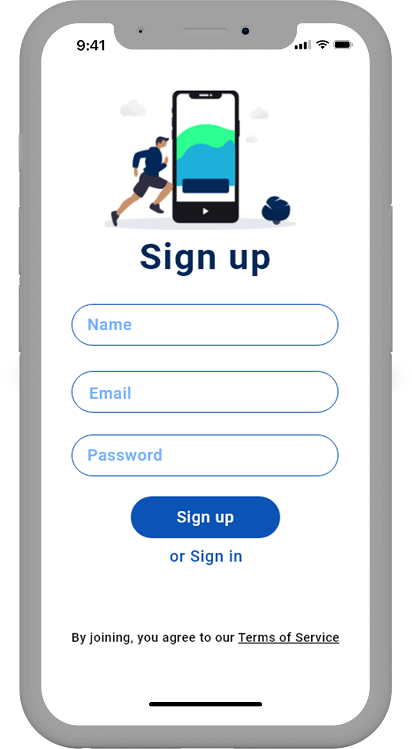 9:41
Sign up
Name
Email
Password
Sign up
or Sign in
By joining, you agree to our Terms of Service